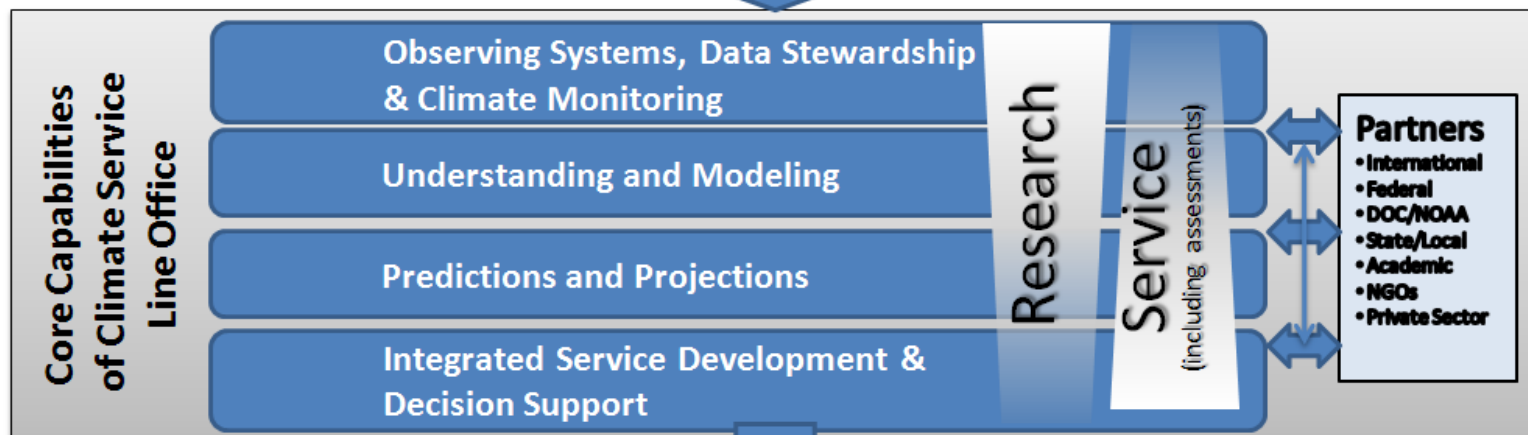 Core Capabilities
of Climate Service
Line Office
Observing Systems, Data Stewardship
& Climate Monitoring
Understanding and Modeling
Predictions and Projections
Integrated Service Development &
Decision Support
Research
Service
(including assessments)
Partners
• International
• Federal
• DOC/NOAA
• State/Local
• Academic
• NGOs
• Private Sector